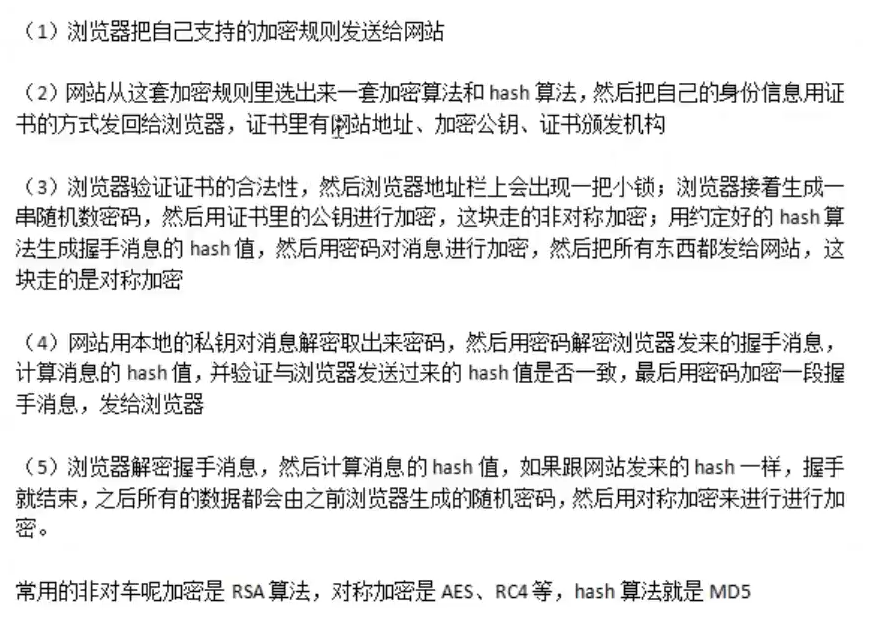 （1）浏览器把自己支持的加密规则发送给网站
（2）网站从这套加密规则里选出来一套加密算法和 hash 算法，然后把自己的身份信息用证
书的方式发回给浏览器，证书里有网站地址、加密公钥、证书颁发机构
（3）浏览器验证证书的合法性，然后浏览器地址栏上会出现一把小锁；浏览器接着生成一
串随机数密码，然后用证书里的公钥进行加密，这块走的非对称加密；用约定好的 hash 算
法生成握手消息的 hash 值，然后用密码对消息进行加密，然后把所有东西都发给网站，这
块走的是对称加密
（4）网站用本地的私钥对消息解密取出来密码，然后用密码解密浏览器发来的握手消息，
计算消息的 hash 值，并验证与浏览器发送过来的 hash 值是否一致，最后用密码加密一段握
手消息，发给浏览器
（5）浏览器解密握手消息，然后计算消息的 hash 值，如果跟网站发来的 hash 一样，握手
就结束，之后所有的数据都会由之前浏览器生成的随机密码，然后用对称加密来进行进行加
密。
常用的非对车呢加密是 RSA 算法，对称加密是 AES、RC4 等，hash 算法就是 MD5